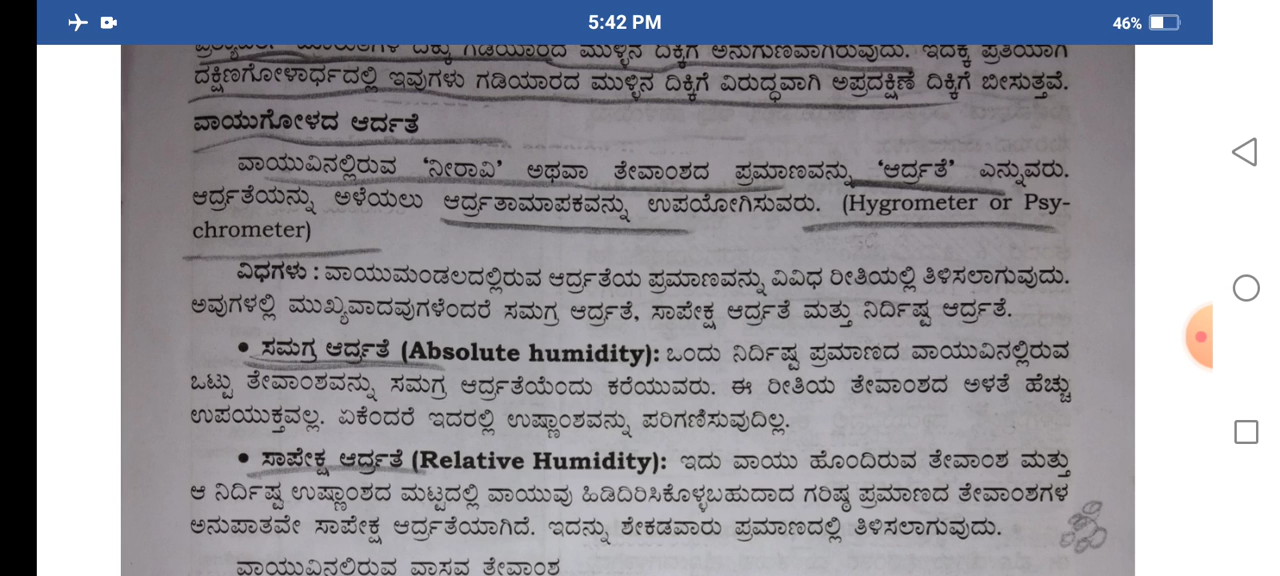 5:42 PM
46%
ಮುಳ್ಳಿನ ದಿಕ್ಕಿಗೆ ಅನುಗುಣವಾಗಿರುವುದು. ಇದಕ್ಕೆ ಪ್ರತಿಯಾಗಿ
ದಕ್ಷಿಣಗೋಳಾರ್ಧದಲ್ಲಿ ಇವುಗಳು ಗಡಿಯಾರದ ಮುಳ್ಳಿನ ದಿಕ್ಕಿಗೆ ವಿರುದ್ಧವಾಗಿ ಅಪ್ರದಕ್ಷಿಣೆ ದಿಕ್ಕಿಗೆ ಬೀಸುತ್ತವೆ.
ವಾಯುಗೋಳದ ಆರ್ದತೆ
ವಾಯುವಿನಲ್ಲಿರುವ ‘ನೀರಾವಿ’ ಅಥವಾ ತೇವಾಂಶದ ಪ್ರಮಾಣವನ್ನು ‘ಆರ್ದ್ರತೆ’ ಎನ್ನುವರು.
ಆರ್ದ್ರತೆಯನ್ನು ಅಳೆಯಲು ಆರ್ದ್ರತಾಮಾಪಕವನ್ನು ಉಪಯೋಗಿಸುವರು. (Hygrometer or Psy-
chrometer)
ವಿಧಗಳು : ವಾಯುಮಂಡಲದಲ್ಲಿರುವ ಆರ್ದ್ರತೆಯ ಪ್ರಮಾಣವನ್ನು ವಿವಿಧ ರೀತಿಯಲ್ಲಿ ತಿಳಿಸಲಾಗುವುದು.
ಅವುಗಳಲ್ಲಿ ಮುಖ್ಯವಾದವುಗಳೆಂದರೆ ಸಮಗ್ರ ಆರ್ದ್ರತೆ, ಸಾಪೇಕ್ಷ ಆರ್ದ್ರತೆ ಮತ್ತು ನಿರ್ದಿಷ್ಟ ಆರ್ದ್ರತೆ.
• ಸಮಗ್ರ ಆರ್ದ್ರತೆ (Absolute humidity): ಒಂದು ನಿರ್ದಿಷ್ಟ ಪ್ರಮಾಣದ ವಾಯುವಿನಲ್ಲಿರುವ
ಒಟ್ಟು ತೇವಾಂಶವನ್ನು ಸಮಗ್ರ ಆರ್ದ್ರತೆಯೆಂದು ಕರೆಯುವರು. ಈ ರೀತಿಯ ತೇವಾಂಶದ ಅಳತೆ ಹೆಚ್ಚು
ಉಪಯುಕ್ತವಲ್ಲ. ಏಕೆಂದರೆ ಇದರಲ್ಲಿ ಉಷ್ಣಾಂಶವನ್ನು ಪರಿಗಣಿಸುವುದಿಲ್ಲ.
• ಸಾಪೇಕ್ಷ ಆರ್ದ್ರತೆ (Relative Humidity): ಇದು ವಾಯು ಹೊಂದಿರುವ ತೇವಾಂಶ ಮತ್ತು
ಆ ನಿರ್ದಿಷ್ಟ ಉಷ್ಣಾಂಶದ ಮಟ್ಟದಲ್ಲಿ ವಾಯುವು ಹಿಡಿದಿರಿಸಿಕೊಳ್ಳಬಹುದಾದ ಗರಿಷ್ಠ ಪ್ರಮಾಣದ ತೇವಾಂಶಗಳ
ಅನುಪಾತವೇ ಸಾಪೇಕ್ಷ ಆರ್ದ್ರತೆಯಾಗಿದೆ. ಇದನ್ನು ಶೇಕಡವಾರು ಪ್ರಮಾಣದಲ್ಲಿ ತಿಳಿಸಲಾಗುವುದು.
ವಾಯುವಿನಲ್ಲಿರುವ ವಾಸ್ತವ ತೇವಾಂಶ